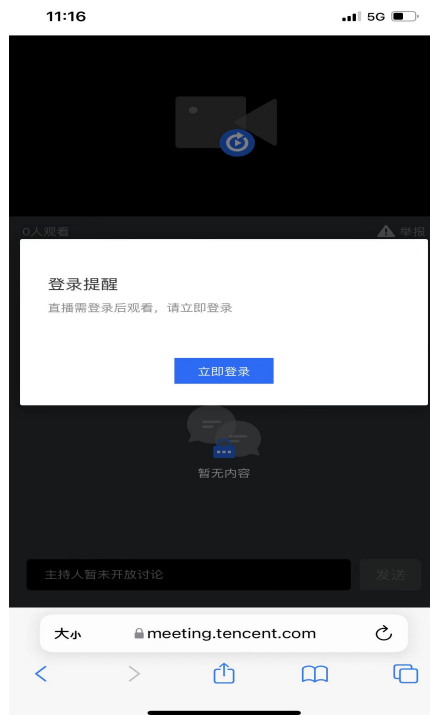 11:16
5G
0人观看
举报
登录提醒
直播需登录后观看，请立即登录
立即登录
暂无内容
主持人暂未开放讨论
发送
大小
meeting.tencent.com